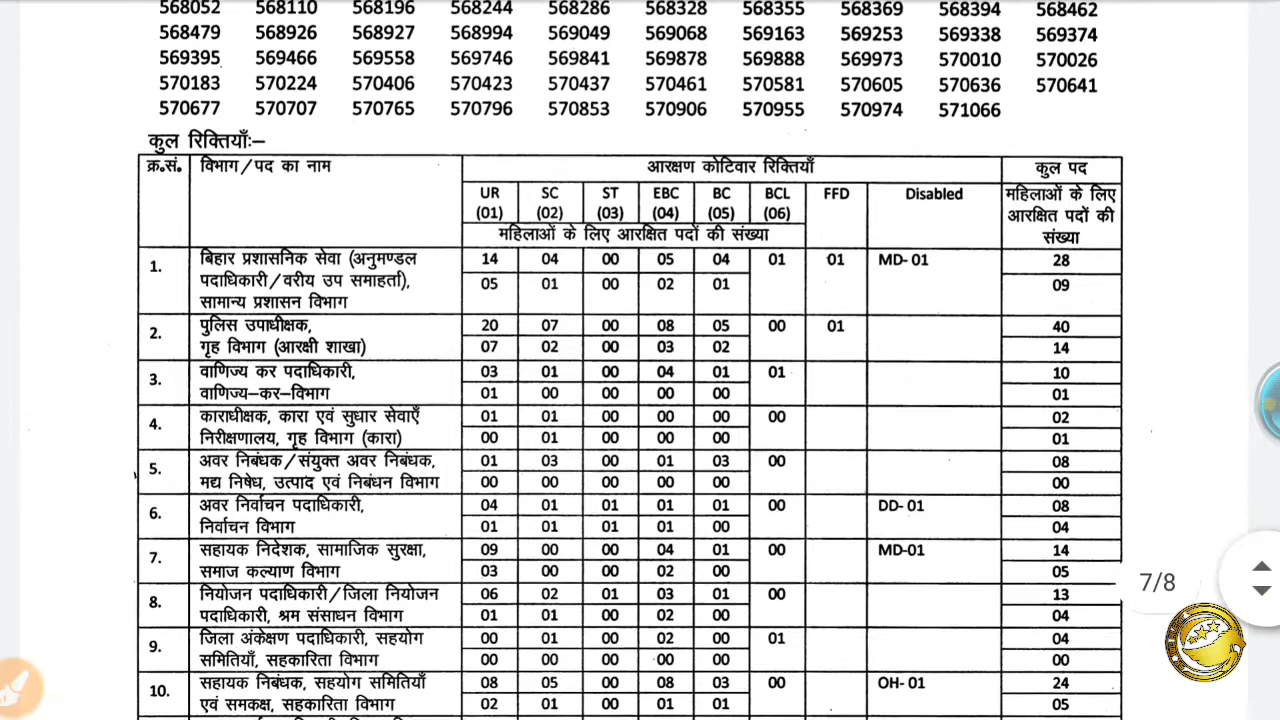 568052 568110 568196 568244 568286 568328 568355 568369 568394 568462
568479 568926 568927 568994 569049 569068 569163 569253 569338 569374
569395 569466 569558 569746 569841 569878 569888 569973 570010 570026
570183 570224 570406 570423 570437 570461 570581 570605 570636 570641
570677 570707 570765 570796 570853 570906 570955 570974 571066
कुल रिक्तियाँः–
क्र.सं. विभाग/पद का नाम आरक्षण कोटिवार रिक्तियाँ कुल पद
UR SC ST EBC BC BCL FFD Disabled महिलाओं के लिए
(01) (02) (03) (04) (05) (06) आरक्षित पदों की
महिलाओं के लिए आरक्षित पदों की संख्या संख्या
1. बिहार प्रशासनिक सेवा (अनुमण्डल 14 04 00 05 04 01 01 MD- 01 28
पदाधिकारी/वरीय उप समाहर्ता), 05 01 00 02 01 09
सामान्य प्रशासन विभाग
2. पुलिस उपाधीक्षक, 20 07 00 08 05 00 01 40
गृह विभाग (आरक्षी शाखा) 07 02 00 03 02 14
3. वाणिज्य कर पदाधिकारी, 03 01 00 04 01 01 10
वाणिज्य–कर–विभाग 01 00 00 00 00 01
4. काराधीक्षक, कारा एवं सुधार सेवाएँ 01 01 00 00 00 00 02
निरीक्षणालय, गृह विभाग (कारा) 00 01 00 00 00 01
5. अवर निबंधक/संयुक्त अवर निबंधक, 01 03 00 01 03 00 08
मद्य निषेध, उत्पाद एवं निबंधन विभाग 00 00 00 00 00 00
6. अवर निर्वाचन पदाधिकारी, 04 01 01 01 01 00 DD- 01 08
निर्वाचन विभाग 01 01 01 01 00 04
7. सहायक निदेशक, सामाजिक सुरक्षा, 09 00 00 04 01 00 MD-01 14
समाज कल्याण विभाग 03 00 00 02 00 05
8. नियोजन पदाधिकारी/जिला नियोजन 06 02 01 03 01 00 13
पदाधिकारी, श्रम संसाधन विभाग 01 01 00 02 00 04
9. जिला अंकेक्षण पदाधिकारी, सहयोग 00 01 00 02 00 01 04
समितियाँ, सहकारिता विभाग 00 00 00 00 00 00
10. सहायक निबंधक, सहयोग समितियाँ 08 05 00 08 03 00 OH- 01 24
एवं समकक्ष, सहकारिता विभाग 02 01 00 01 01 05
7/8